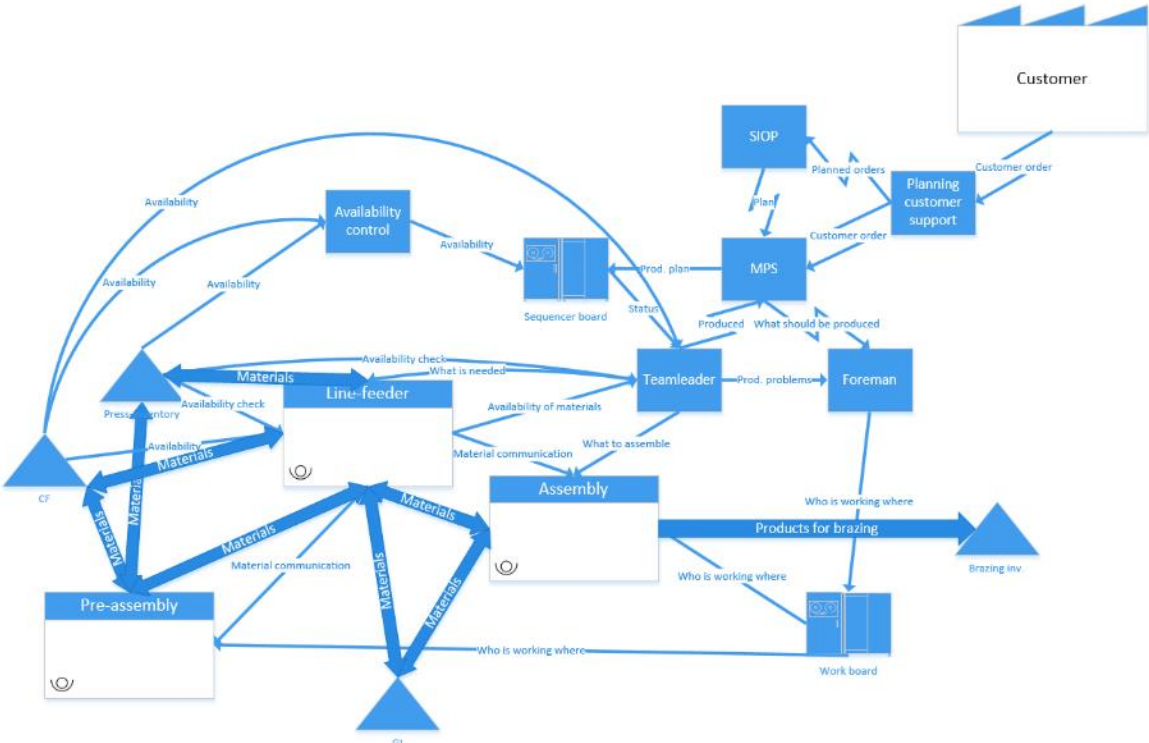 Customer
SIOP
Planned orders
Customer order
Planning
customer
support
Plan
Customer order
Availability
Availability
control
Availability
MPS
Prod. plan
Availability
Availability
Sequencer board
Status
Produced
What should be produced
Availability check
What is needed
Materials
Teamleader
Prod. problems
Foreman
Line-feeder
Availability check
Availability of materials
Availability
Materials
What to assemble
Material communication
CF
Assembly
Who is working where
Materials
Materials
Materials
Products for brazing
Materials
Material communication
Brazing inv.
Who is working where
Materials
Materials
Pre-assembly
Who is working where
Work board